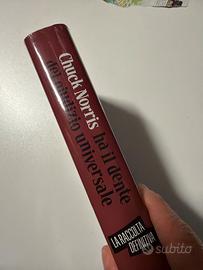 Chuck Norris ha il dente
del giudizio universale
LA RACCOLTA
DEFINITIVA
subito